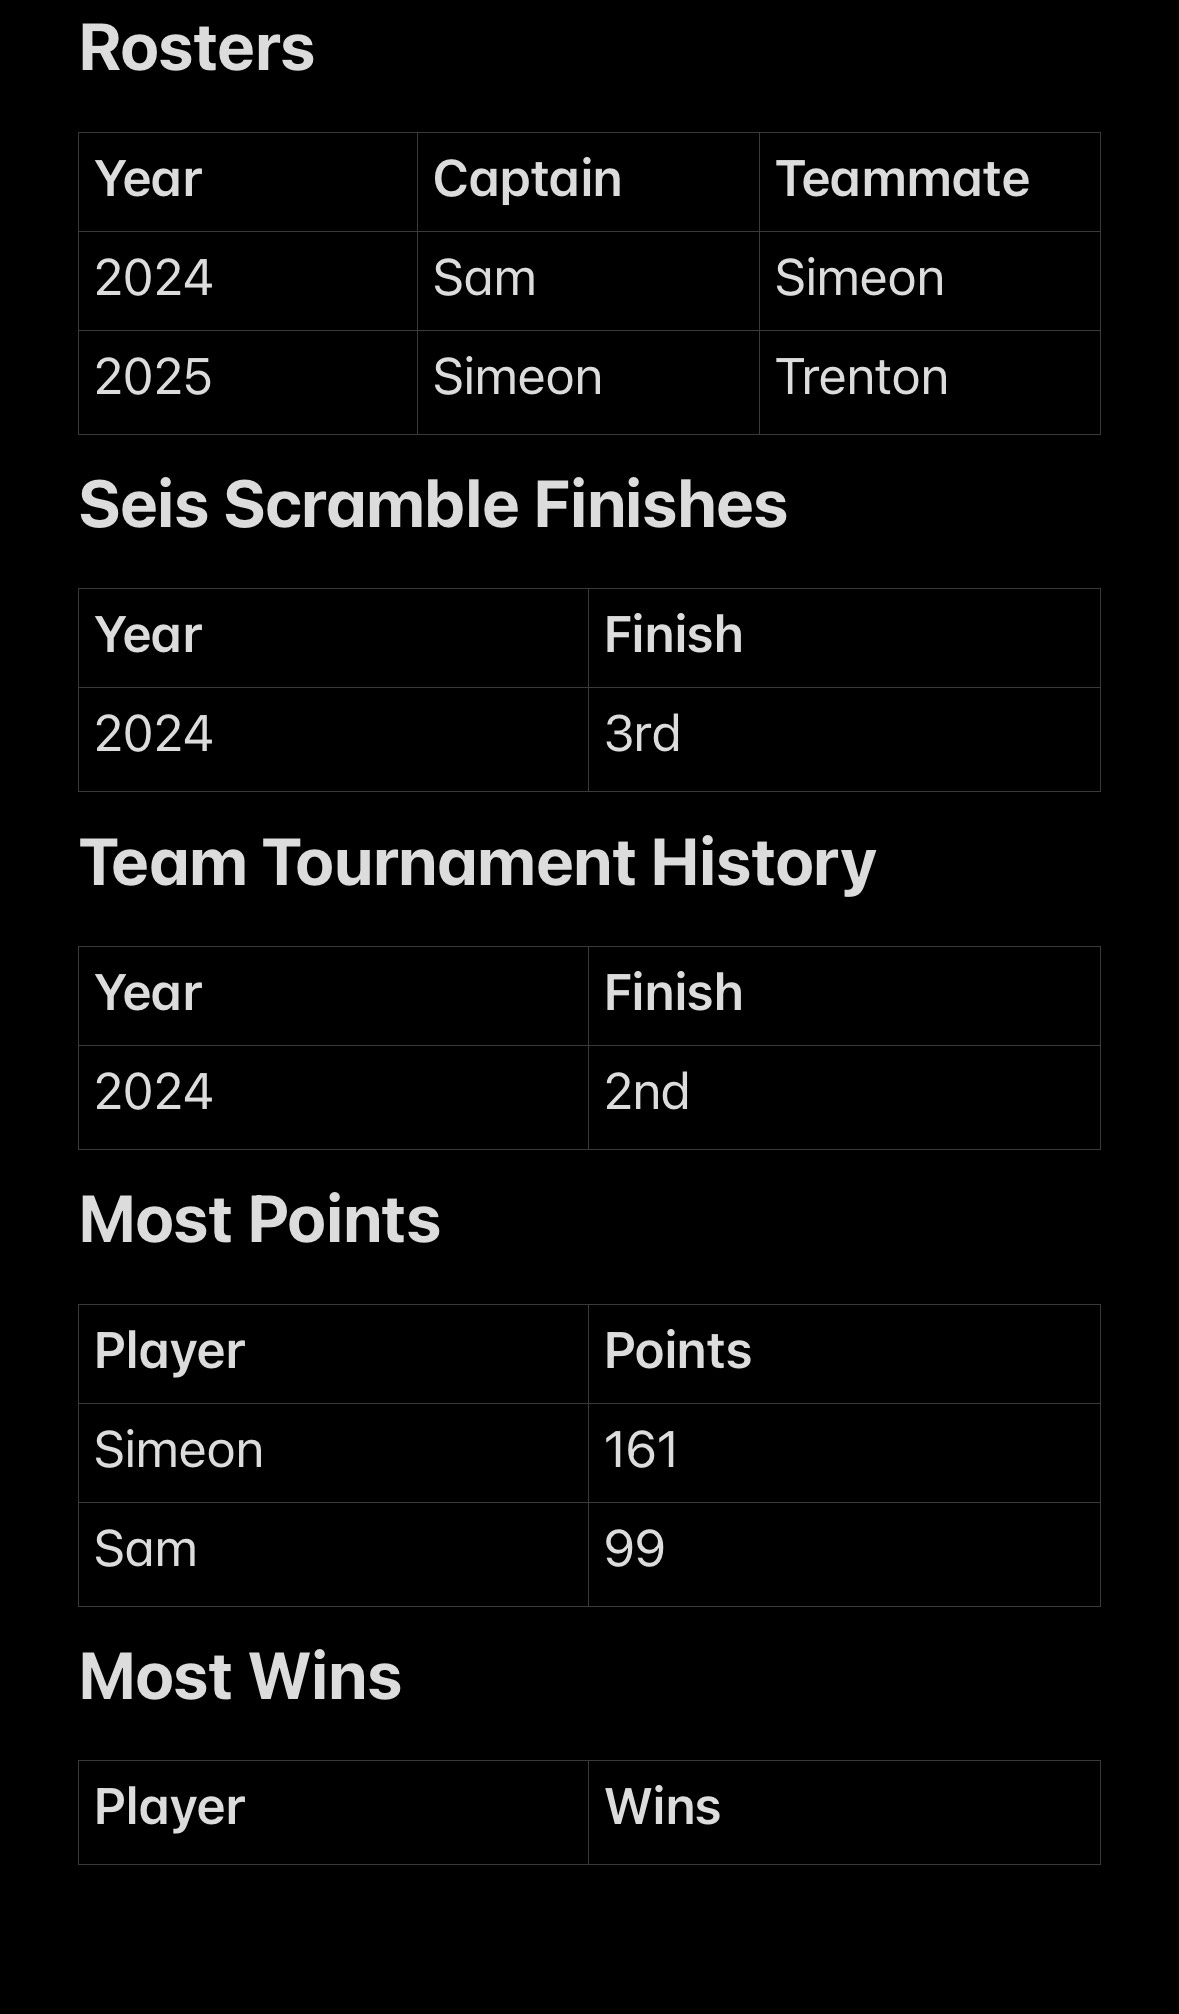 Rosters
Year Captain Teammate
2024 Sam Simeon
2025 Simeon Trenton
Seis Scramble Finishes
Year Finish
2024 3rd
Team Tournament History
Year Finish
2024 2nd
Most Points
Player Points
Simeon 161
Sam 99
Most Wins
Player Wins